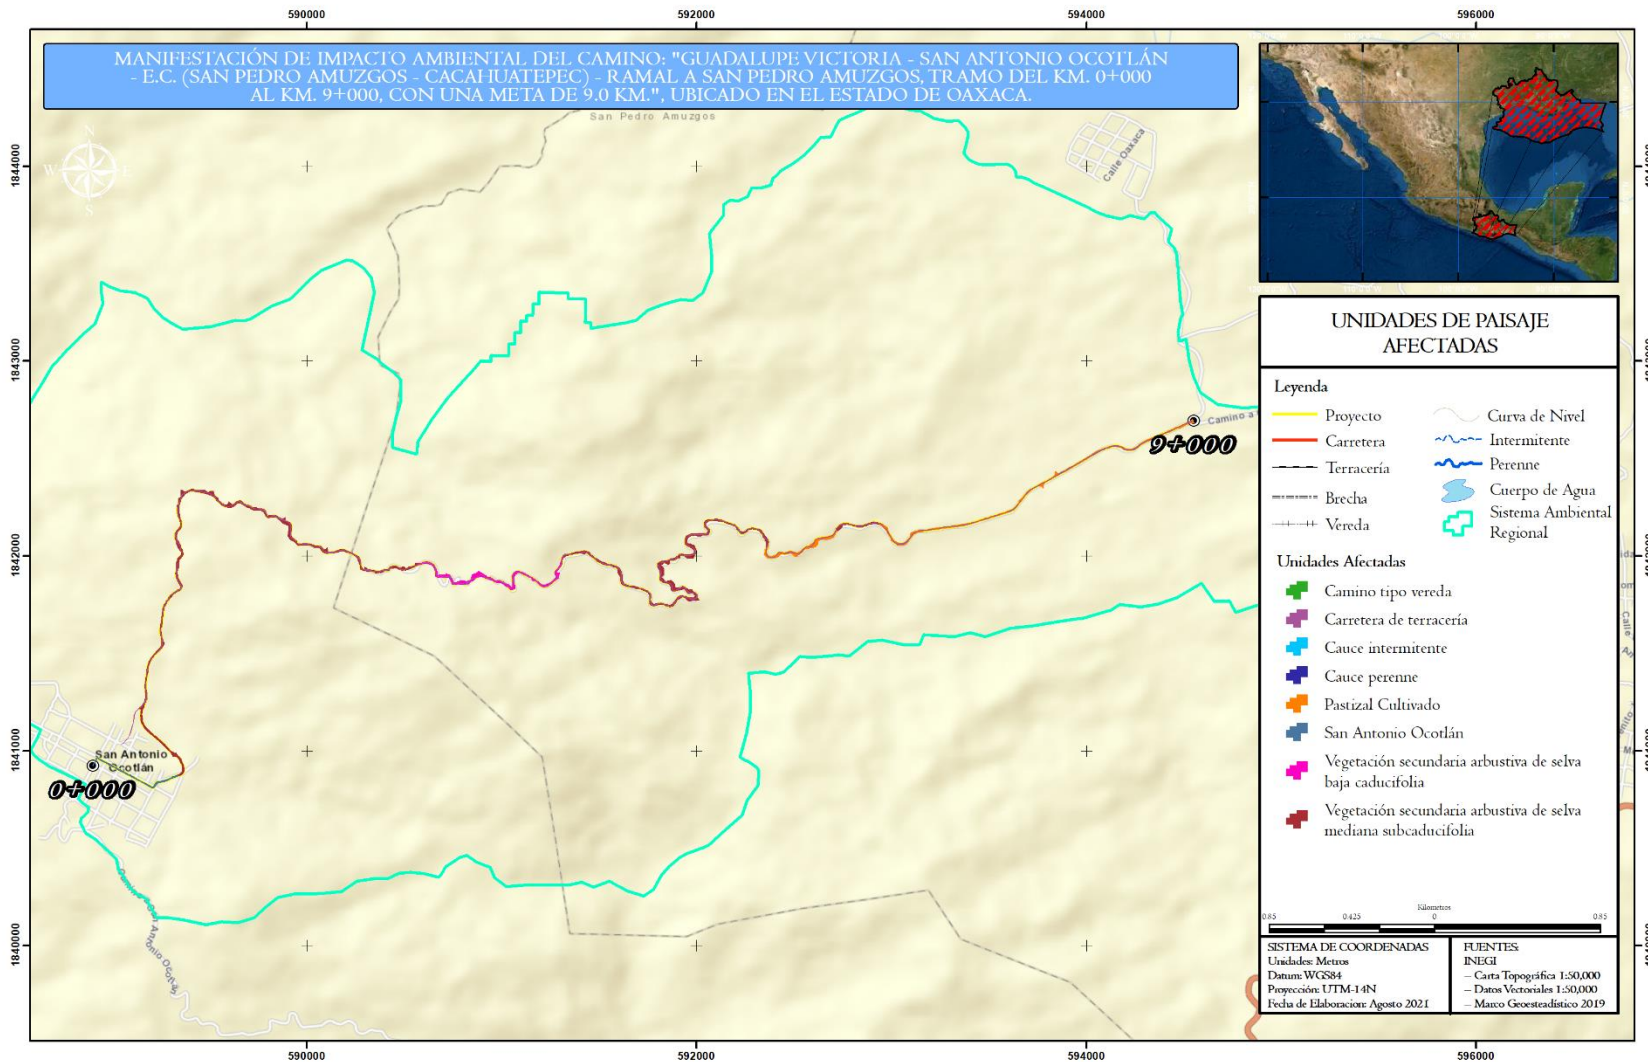 590000
592000
594000
596000
MANIFESTACIÓN DE IMPACTO AMBIENTAL DEL CAMINO: "GUADALUPE VICTORIA - SAN ANTONIO OCOTLÁN
- E.C. (SAN PEDRO AMUZGOS - CACAHUATEPEC) - RAMAL A SAN PEDRO AMUZGOS, TRAMO DEL KM. 0+000
AL KM. 9+000, CON UNA META DE 9.0 KM.", UBICADO EN EL ESTADO DE OAXACA.
San Pedro Amuzgos
Calle Oaxaca
N
W
E
S
1844000
1843000
1842000
1841000
1840000
Camino a
9+000
San Antonio
Ocotlán
0+000
UNIDADES DE PAISAJE
AFECTADAS
Leyenda
Proyecto
Carretera
Terracería
Brecha
Vereda
Curva de Nivel
Intermitente
Perenne
Cuerpo de Agua
Sistema Ambiental
Regional
Unidades Afectadas
Camino tipo vereda
Carretera de terracería
Cauce intermitente
Cauce perenne
Pastizal Cultivado
San Antonio Ocotlán
Vegetación secundaria arbustiva de selva
baja caducifolia
Vegetación secundaria arbustiva de selva
mediana subcaducifolia
Kilometros
0.85
0.425
0
0.85
SISTEMA DE COORDENADAS
Unidades: Metros
Datum: WGS84
Proyección: UTM-14N
Fecha de Elaboracion: Agosto 2021
FUENTES:
INEGI
– Carta Topográfica 1:50,000
– Datos Vectoriales 1:50,000
– Marco Geoesteadístico 2019
590000
592000
594000
596000